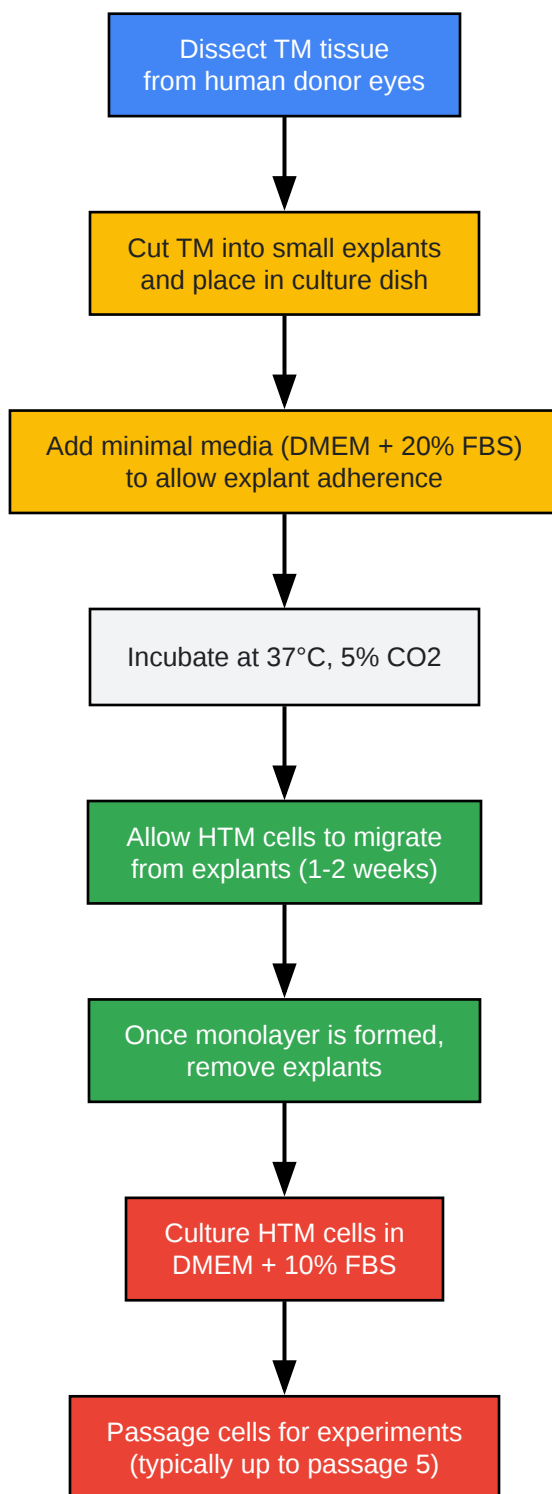 Dissect TM tissue
from human donor eyes
Cut TM into small explants
and place in culture dish
Add minimal media (DMEM + 20% FBS)
to allow explant adherence
Incubate at 37°C, 5% CO2
Allow HTM cells to migrate
from explants (1-2 weeks)
Once monolayer is formed,
remove explants
Culture HTM cells in
DMEM + 10% FBS
Passage cells for experiments
(typically up to passage 5)